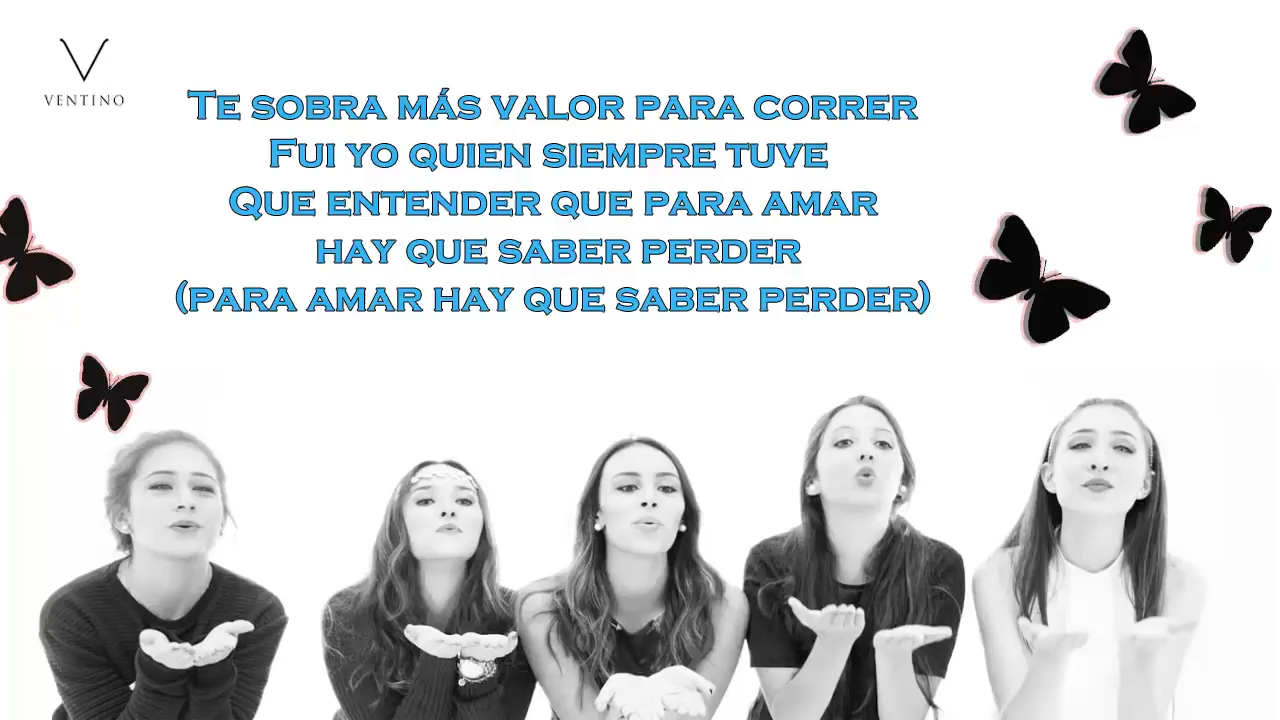 VENTINO
Te sobra más valor para correr
Fui yo quien siempre tuve
Que entender que para amar
hay que saber perder
(para amar hay que saber perder)